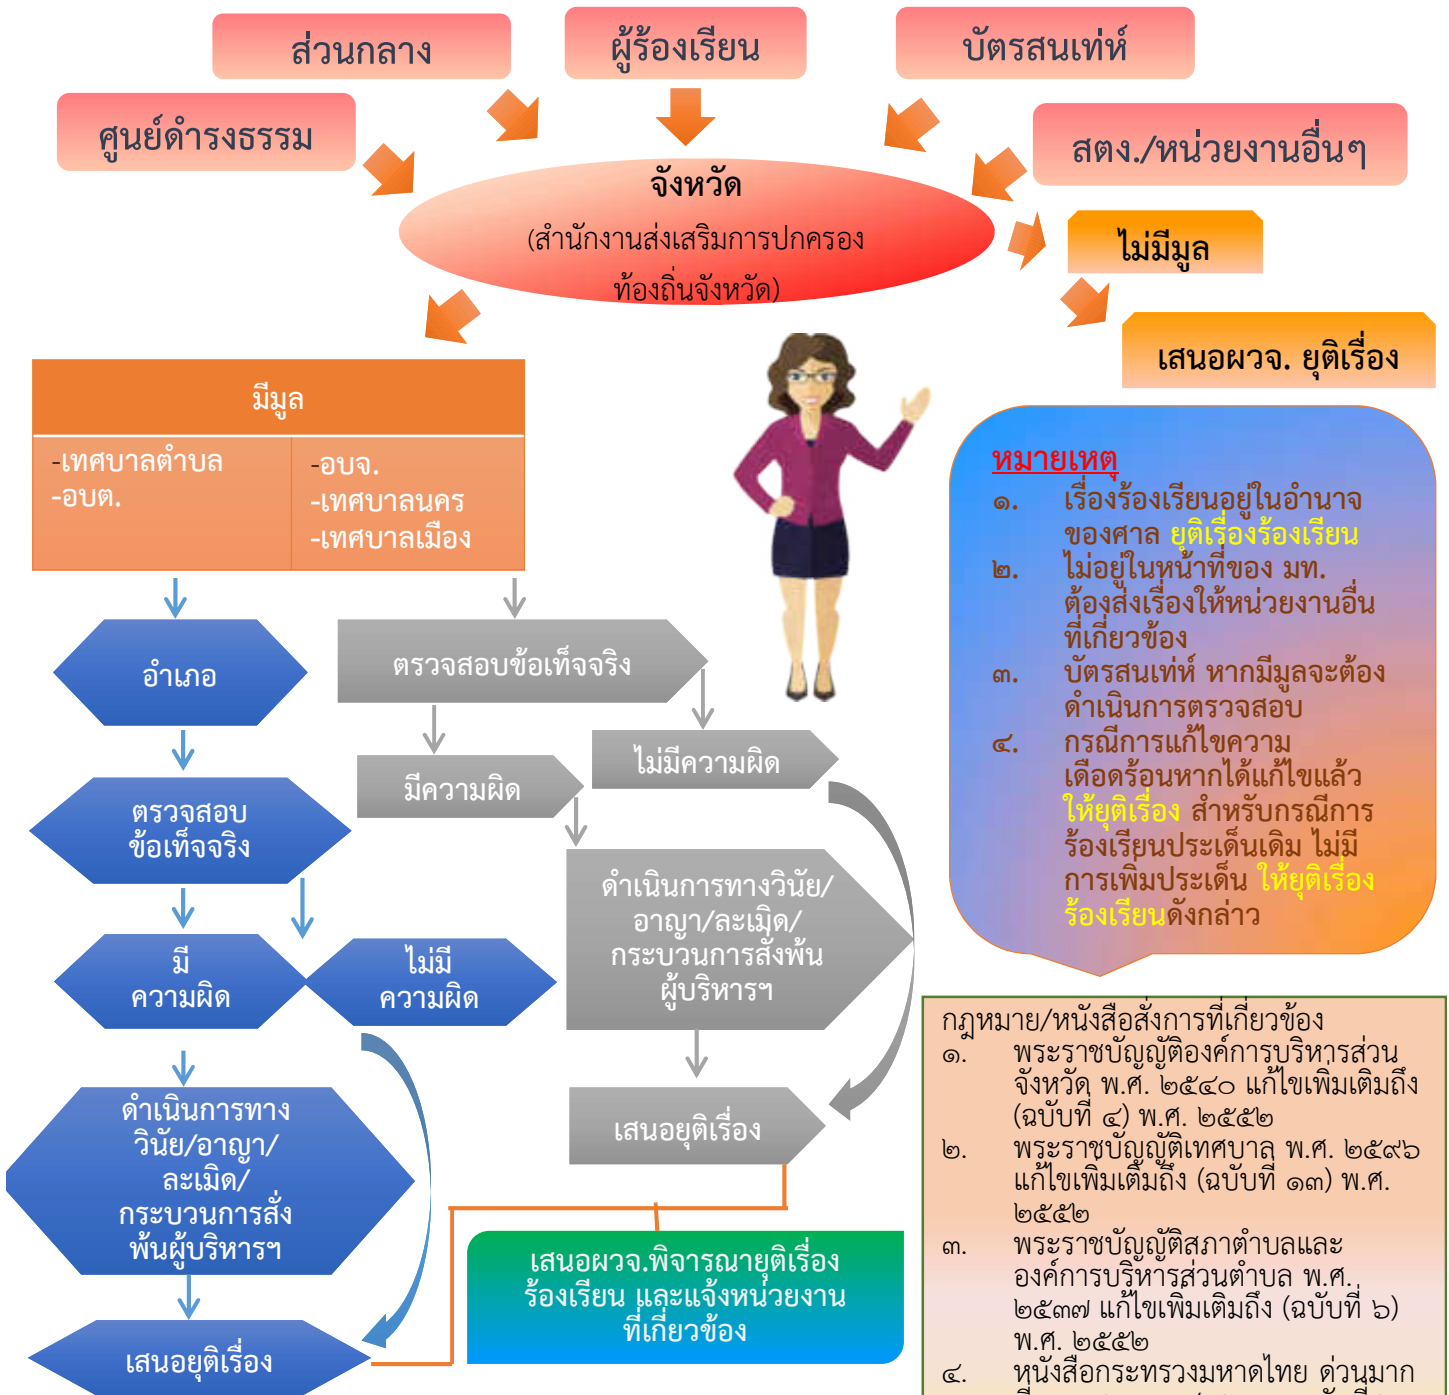 ส่วนกลาง
ผู้ร้องเรียน
บัตรสนเท่ห์
ศูนย์ดำรงธรรม
สตง./หน่วยงานอื่นๆ
จังหวัด
(สำนักงานส่งเสริมการปกครอง
ท้องถิ่นจังหวัด)
ไม่มีมูล
เสนอผวจ. ยุติเรื่อง
มีมูล
-เทศบาลตำบล
-อบต.
-อบจ.
-เทศบาลนคร
-เทศบาลเมือง
อำเภอ
ตรวจสอบ
ข้อเท็จจริง
มี
ความผิด
ไม่มี
ความผิด
ดำเนินการทาง
วินัย/อาญา/
ละเมิด/
กระบวนการสั่ง
พ้นผู้บริหารฯ
เสนอยุติเรื่อง
ตรวจสอบข้อเท็จจริง
มีความผิด
ไม่มีความผิด
ดำเนินการทางวินัย/
อาญา/ละเมิด/
กระบวนการสั่งพ้น
ผู้บริหารฯ
เสนอยุติเรื่อง
เสนอผวจ.พิจารณายุติเรื่อง
ร้องเรียน และแจ้งหน่วยงาน
ที่เกี่ยวข้อง
หมายเหตุ
๑. เรื่องร้องเรียนอยู่ในอำนาจ
ของศาล ยุติเรื่องร้องเรียน
๒. ไม่อยู่ในหน้าที่ของ มท.
ต้องส่งเรื่องให้หน่วยงานอื่น
ที่เกี่ยวข้อง
๓. บัตรสนเท่ห์ หากมีมูลจะต้อง
ดำเนินการตรวจสอบ
๔. กรณีการแก้ไขความ
เดือดร้อนหากได้แก้ไขแล้ว
ให้ยุติเรื่อง สำหรับกรณีการ
ร้องเรียนประเด็นเดิม ไม่มี
การเพิ่มประเด็น ให้ยุติเรื่อง
ร้องเรียนดังกล่าว
กฎหมาย/หนังสือสั่งการที่เกี่ยวข้อง
๑. พระราชบัญญัติองค์การบริหารส่วน
จังหวัด พ.ศ. ๒๕๔๐ แก้ไขเพิ่มเติมถึง
(ฉบับที่ ๔) พ.ศ. ๒๕๕๒
๒. พระราชบัญญัติเทศบาล พ.ศ. ๒๕๙๖
แก้ไขเพิ่มเติมถึง (ฉบับที่ ๑๓) พ.ศ.
๒๕๕๒
๓. พระราชบัญญัติสภาตำบลและ
องค์การบริหารส่วนตำบล พ.ศ.
๒๕๓๗ แก้ไขเพิ่มเติมถึง (ฉบับที่ ๖)
พ.ศ. ๒๕๕๒
๔. หนังสือกระทรวงมหาดไทย ด่วนมาก